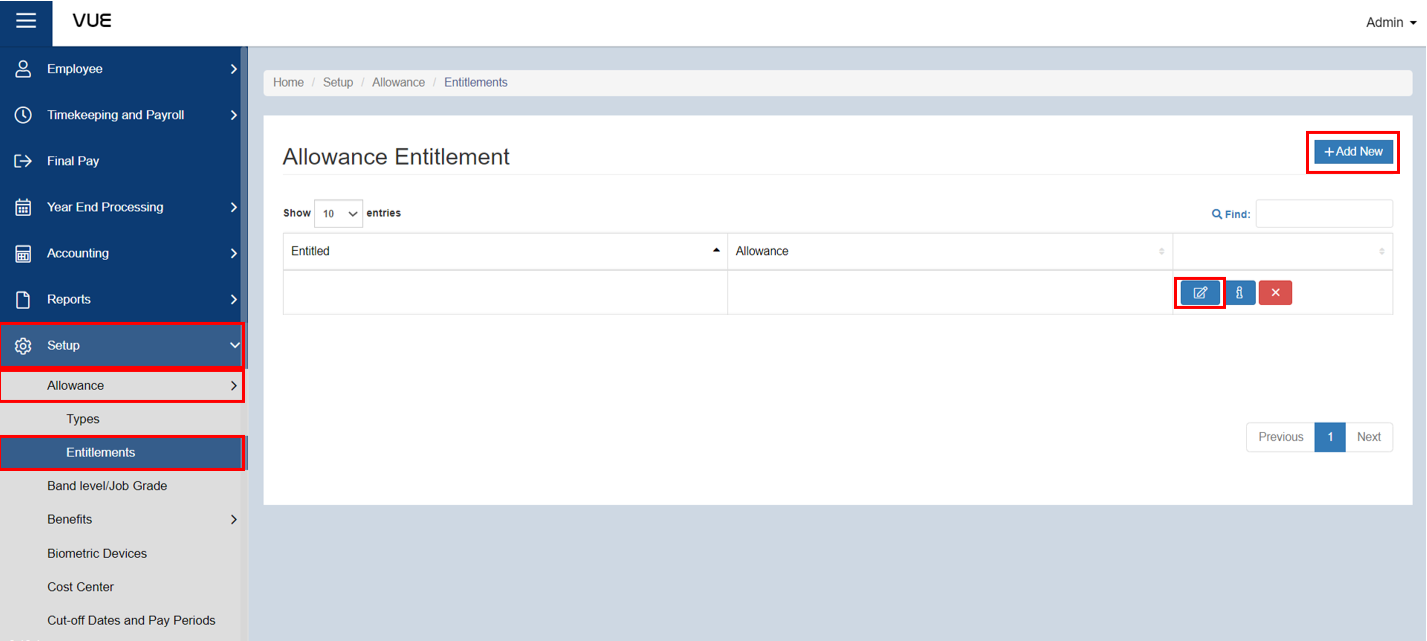 VUE
Admin
Employee
Timekeeping and Payroll
Final Pay
Year End Processing
Accounting
Reports
Setup
Allowance
Types
Entitlements
Band level/Job Grade
Benefits
Biometric Devices
Cost Center
Cut-off Dates and Pay Periods
Home / Setup / Allowance / Entitlements
Allowance Entitlement
+ Add New
Show 10 entries
Find:
Entitled Allowance
Previous 1 Next